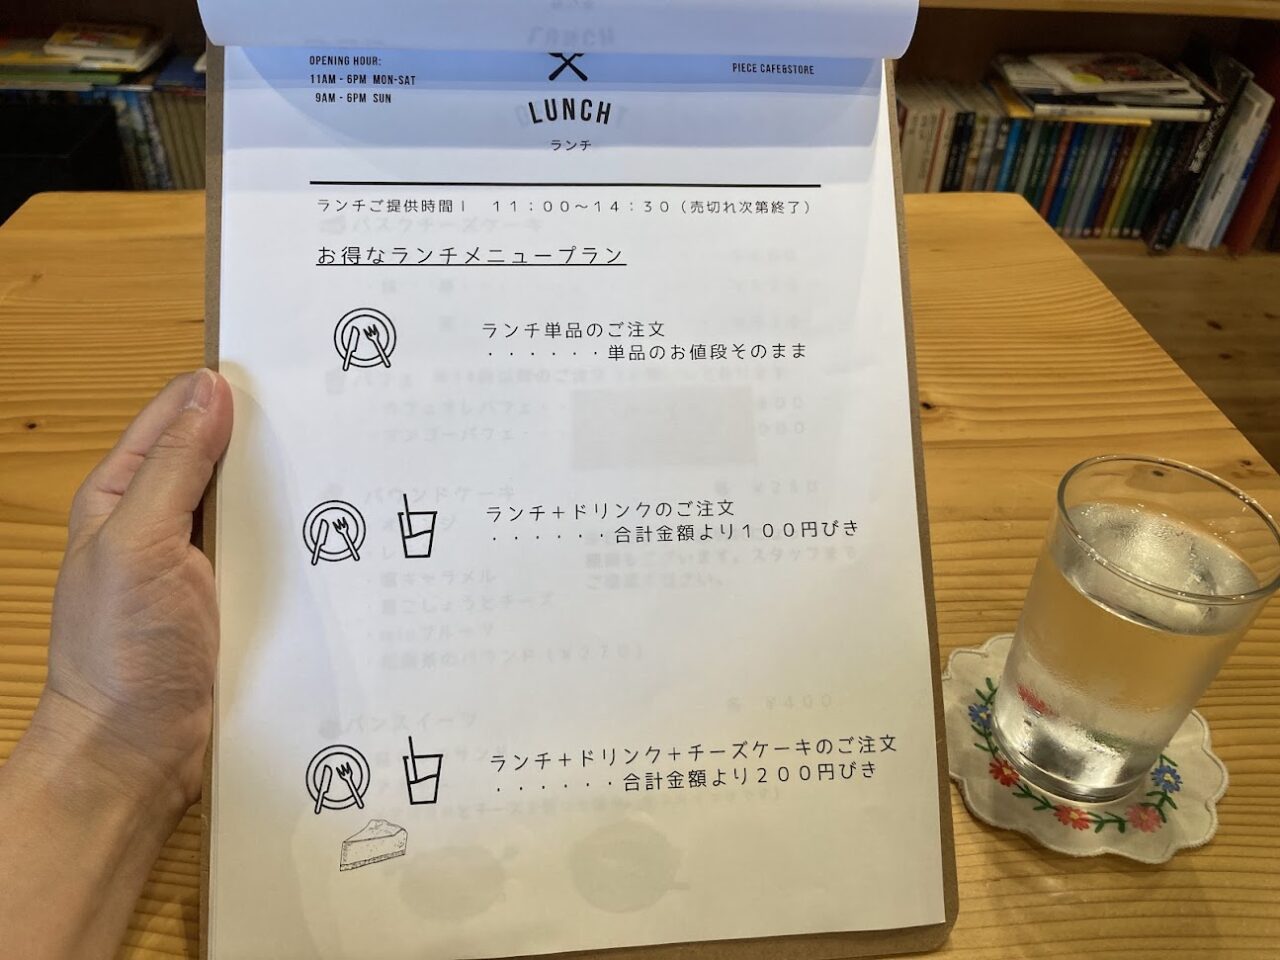 OPENING HOUR:
11AM - 6PM MON-SAT
9AM - 6PM SUN
PIECE CAFE&STORE
LUNCH
ランチ
ランチご提供時間| 11：00～14：30（売切れ次第終了）
お得なランチメニュープラン
ランチ単品のご注文
・・・・・・単品のお値段そのまま
ランチ＋ドリンクのご注文
・・・・・・合計金額より１００円びき
ランチ＋ドリンク＋チーズケーキのご注文
・・・・・・合計金額より２００円びき